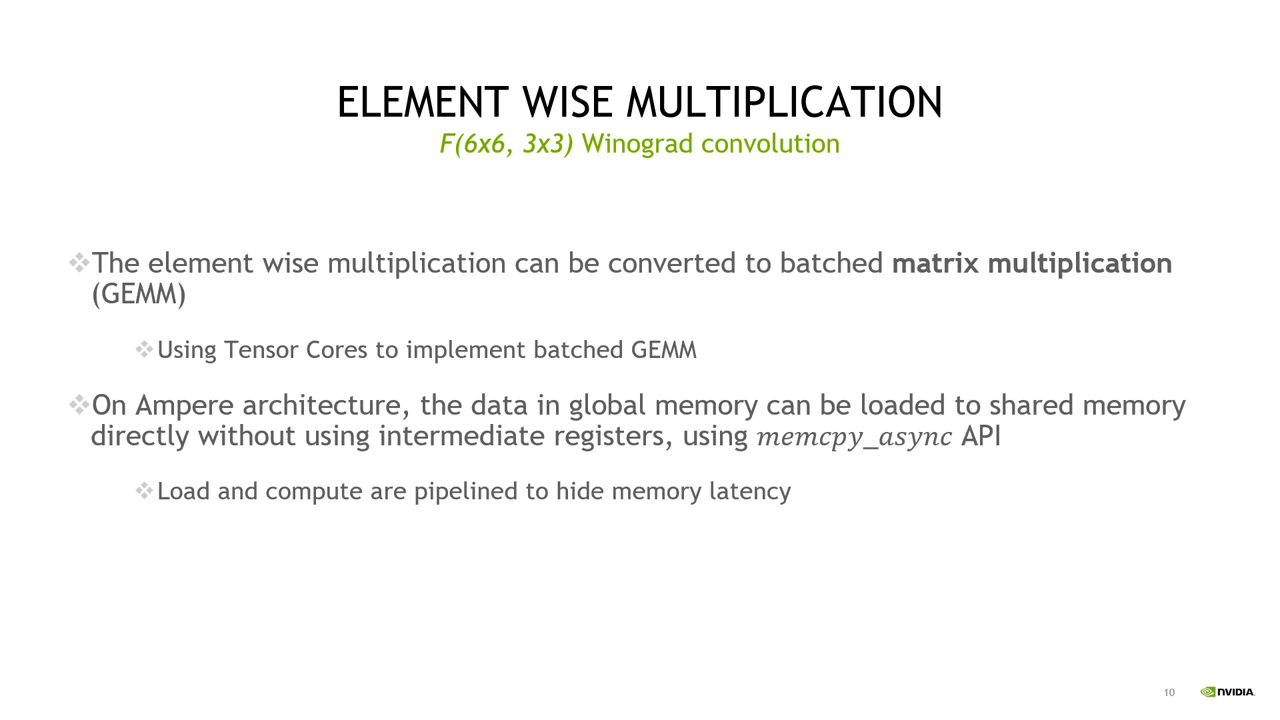 ELEMENT WISE MULTIPLICATION
F(6x6, 3x3) Winograd convolution
❖The element wise multiplication can be converted to batched matrix multiplication
(GEMM)
❖Using Tensor Cores to implement batched GEMM
❖On Ampere architecture, the data in global memory can be loaded to shared memory
directly without using intermediate registers, using memcpy_async API
❖Load and compute are pipelined to hide memory latency
10 NVIDIA.